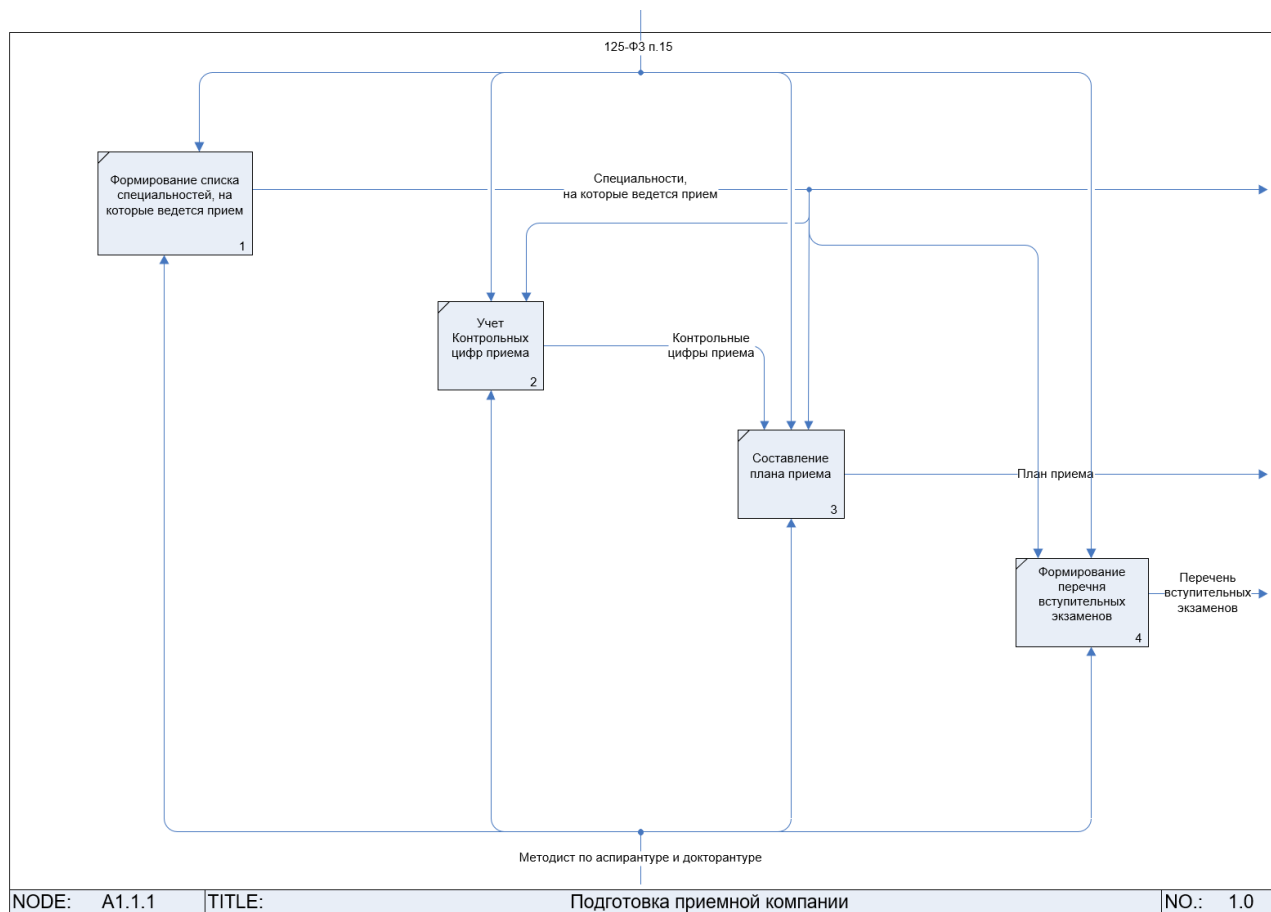 125-ФЗ п.15
Формирование списка
специальностей, на
которые ведется прием
1
Специальности,
на которые ведется прием
Учет
Контрольных
цифр приема
2
Контрольные
цифры приема
Составление
плана приема
3
План приема
Формирование
перечня
вступительных
экзаменов
4
Перечень
вступительных
экзаменов
Методист по аспирантуре и докторантуре
NODE: A1.1.1 TITLE: Подготовка приемной компании NO.: 1.0